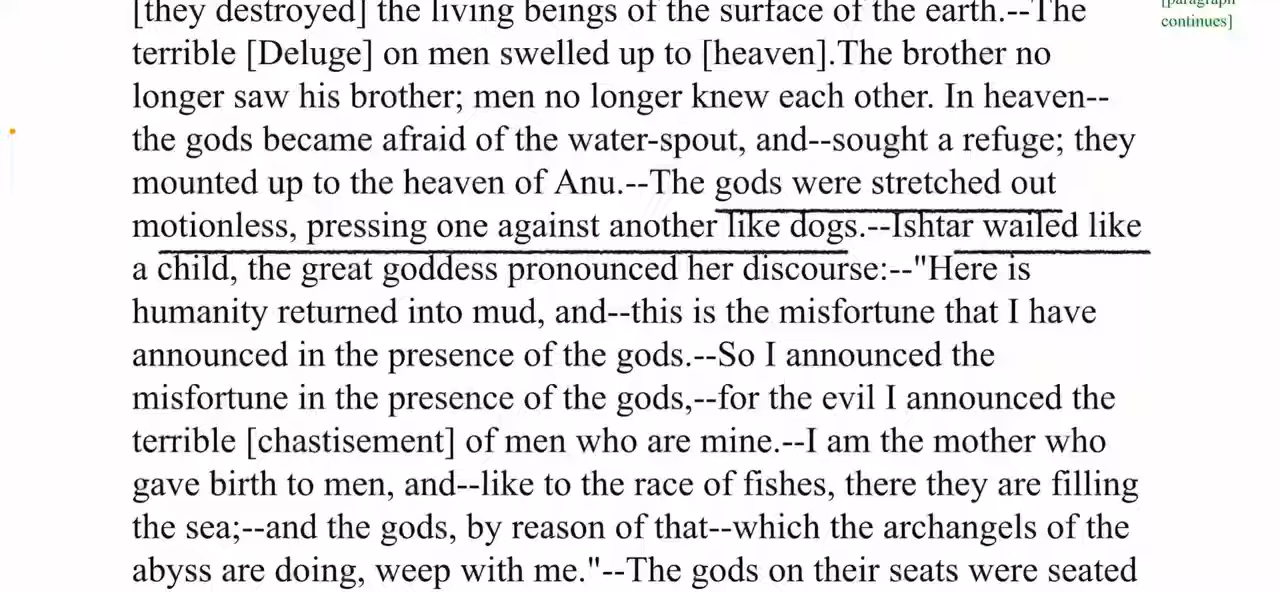 [they destroyed] the living beings of the surface of the earth.--The
terrible [Deluge] on men swelled up to [heaven].The brother no
longer saw his brother; men no longer knew each other. In heaven--
the gods became afraid of the water-spout, and--sought a refuge; they
mounted up to the heaven of Anu.--The gods were stretched out
motionless, pressing one against another like dogs.--Ishtar wailed like
a child, the great goddess pronounced her discourse:--"Here is
humanity returned into mud, and--this is the misfortune that I have
announced in the presence of the gods.--So I announced the
misfortune in the presence of the gods,--for the evil I announced the
terrible [chastisement] of men who are mine.--I am the mother who
gave birth to men, and--like to the race of fishes, there they are filling
the sea;--and the gods, by reason of that--which the archangels of the
abyss are doing, weep with me."--The gods on their seats were seated
[paragraph
continues]